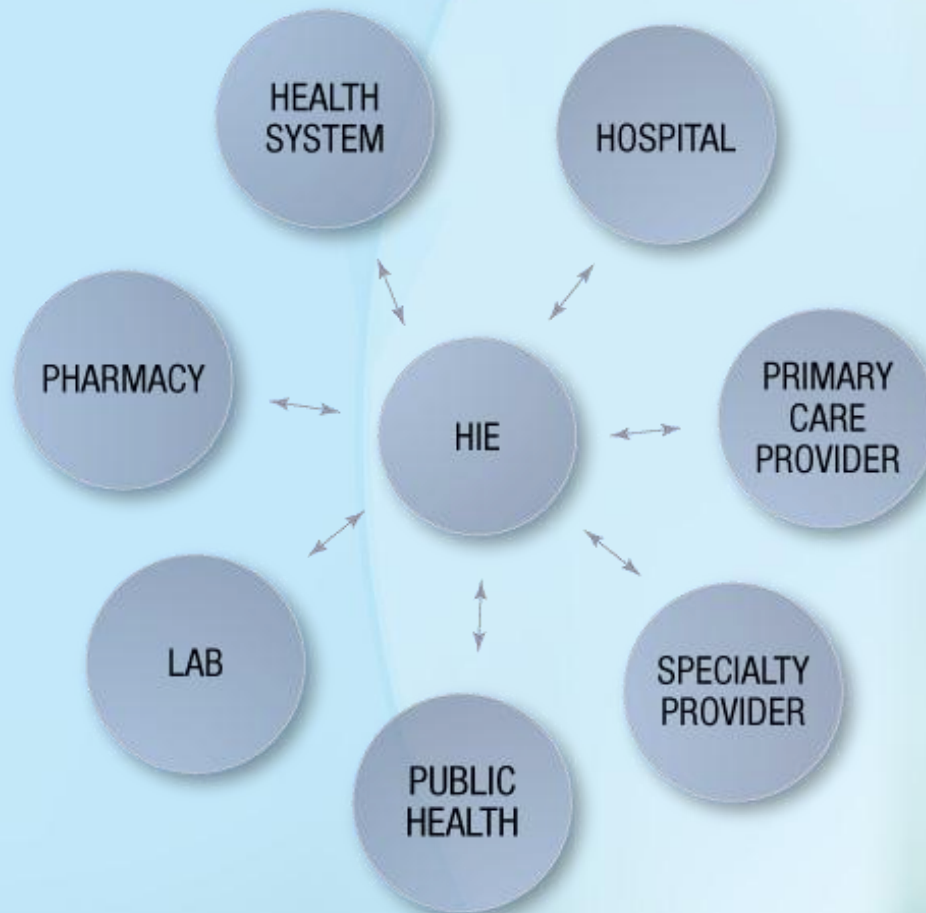 HEALTH
SYSTEM
HOSPITAL
PHARMACY
HIE
PRIMARY
CARE
PROVIDER
LAB
SPECIALTY
PROVIDER
PUBLIC
HEALTH